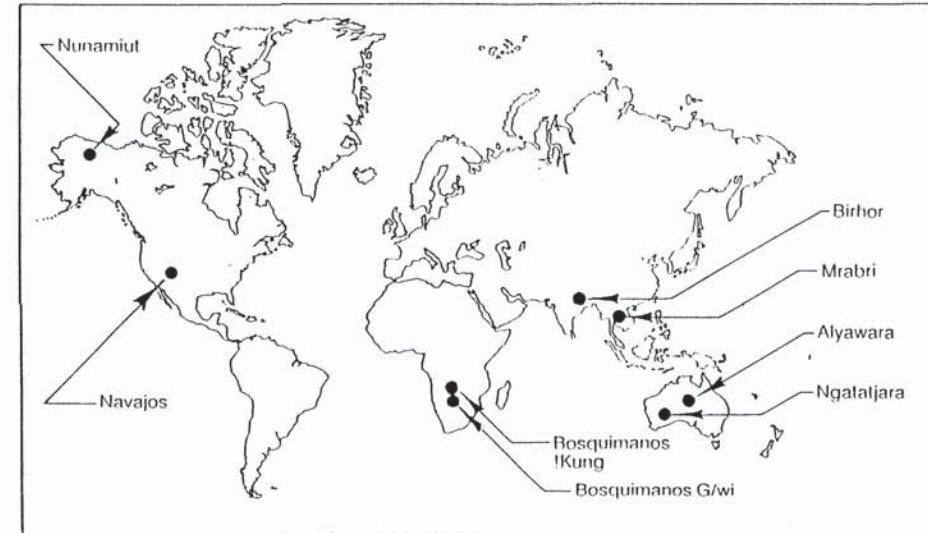 Nunamiut
Birhor
Mrabri
Alyawara
Ngatatjara
Navajos
Bosquimanos
!Kung
Bosquimanos G/wi